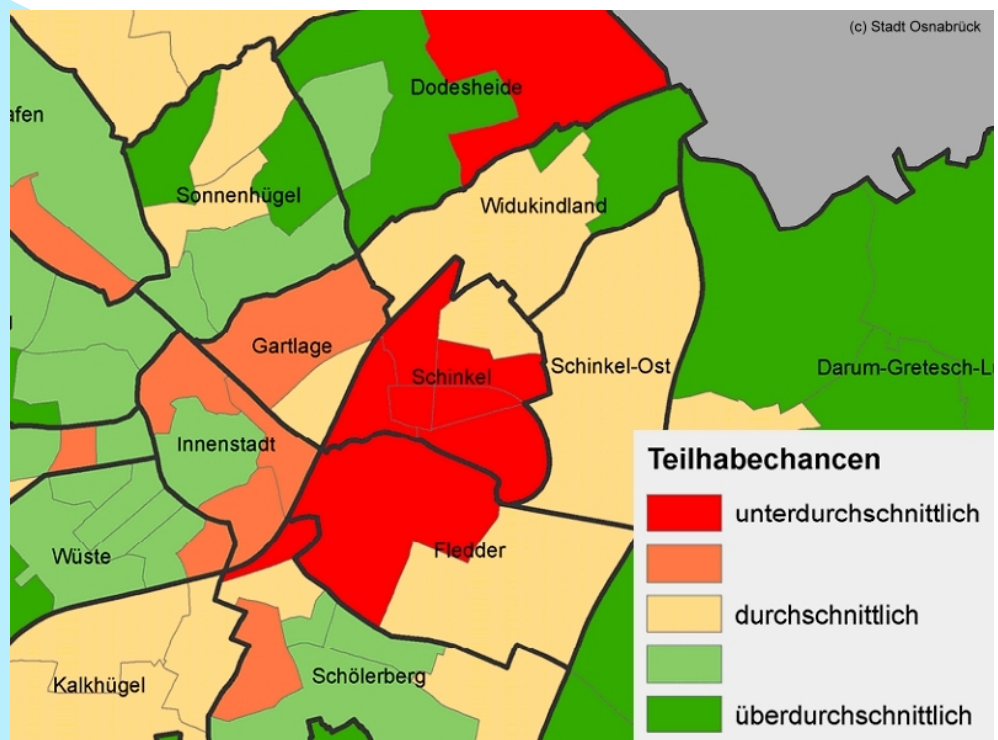 (c) Stadt Osnabrück
Dodesheide
afen
Sonnenhügel
Widukindland
Gartlage
Schinkel
Schinkel-Ost
Darum-Gretesch-Lu
Innenstadt
Teilhabechancen
unterdurchschnittlich
Wüste
Fledder
durchschnittlich
Kalkhügel
Schölerberg
überdurchschnittlich